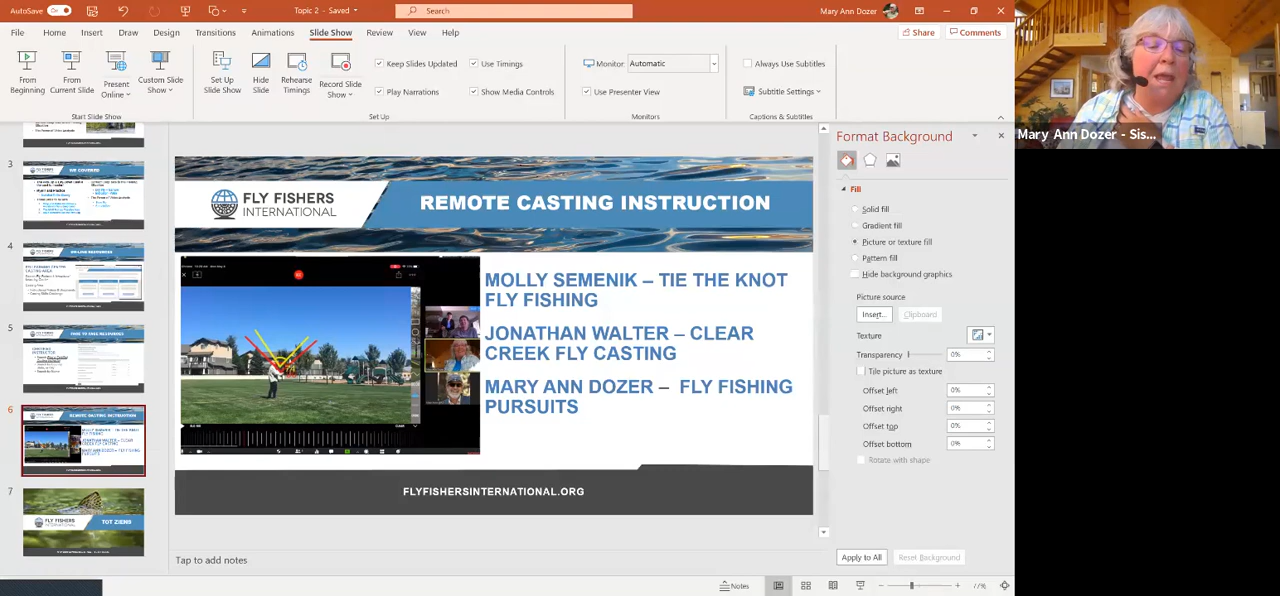 AutoSave On
Topic 2 - Saved
Search
Mary Ann Dozer
File Home Insert Draw Design Transitions Animations Slide Show Review View Help
Share Comments
From Beginning
From Current Slide
Present Online
Custom Slide Show
Set Up Slide Show
Hide Slide
Rehearse Timings
Record Slide Show
Keep Slides Updated
Play Narrations
Use Timings
Show Media Controls
Monitor: Automatic
Use Presenter View
Always Use Subtitles
Subtitle Settings
Start Slide Show
Set Up
Monitors
Captions & Subtitles
Mary Ann Dozer - Sis...
3
4
5
6
7
REMOTE CASTING INSTRUCTION
TOT ZIENS
FLY FISHERS
INTERNATIONAL
REMOTE CASTING INSTRUCTION
MOLLY SEMENIK – TIE THE KNOT
FLY FISHING
JONATHAN WALTER – CLEAR
CREEK FLY CASTING
MARY ANN DOZER – FLY FISHING
PURSUITS
FLYFISHERSINTERNATIONAL.ORG
Tap to add notes
Format Background
Fill
Solid fill
Gradient fill
Picture or texture fill
Pattern fill
Hide background graphics
Picture source
Insert... Clipboard
Texture
Transparency 0%
Tile picture as texture
Offset left 0%
Offset right 0%
Offset top 0%
Offset bottom 0%
Rotate with shape
Apply to All Reset Background
Notes
77%